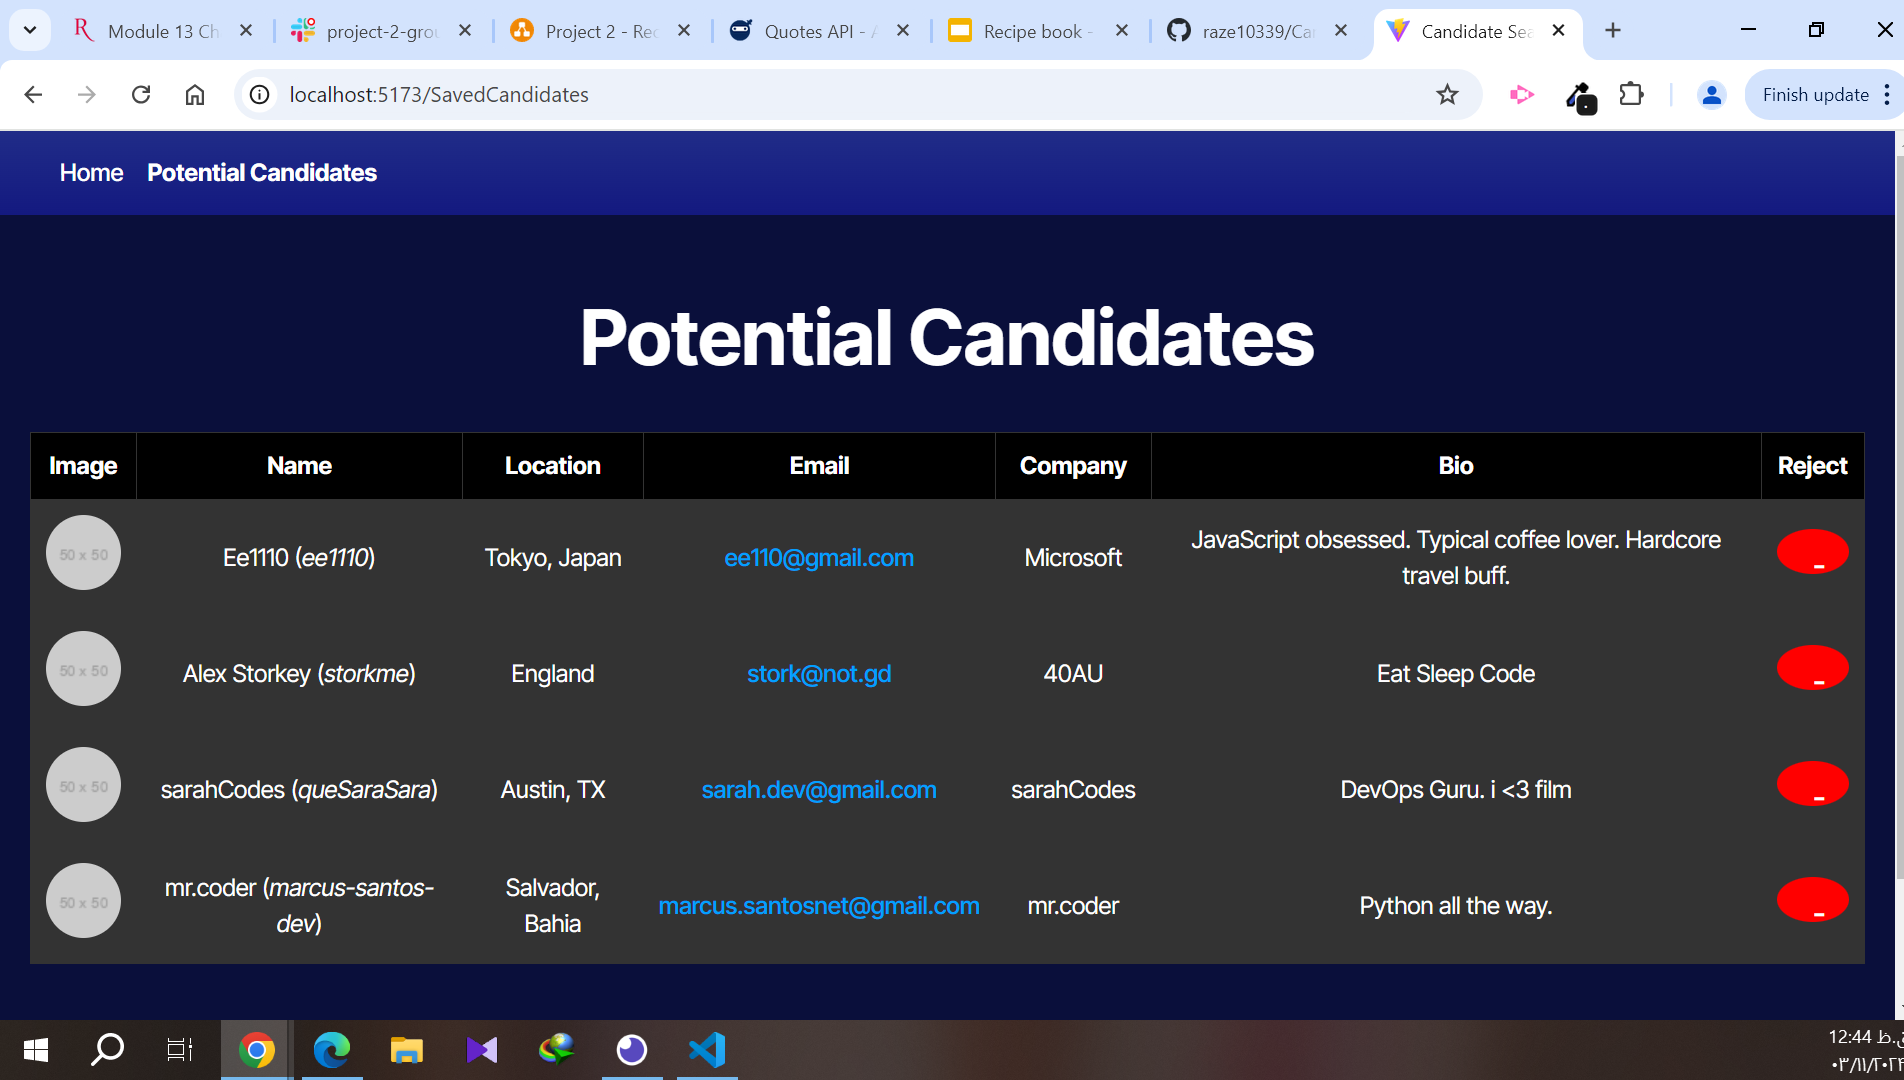 Module 13 Ch
project-2-grou
Project 2 - Rec
Quotes API - A
Recipe book -
raze10339/Car
Candidate Sea
localhost:5173/SavedCandidates
Finish update
Home Potential Candidates
Potential Candidates
Image Name Location Email Company Bio Reject
50 x 50 Ee1110 (ee1110) Tokyo, Japan ee110@gmail.com Microsoft JavaScript obsessed. Typical coffee lover. Hardcore
travel buff. -
50 x 50 Alex Storkey (storkme) England stork@not.gd 40AU Eat Sleep Code -
50 x 50 sarahCodes (queSaraSara) Austin, TX sarah.dev@gmail.com sarahCodes DevOps Guru. i <3 film -
50 x 50 mr.coder (marcus-santos-
dev) Salvador,
Bahia marcus.santosnet@gmail.com mr.coder Python all the way. -
12:44